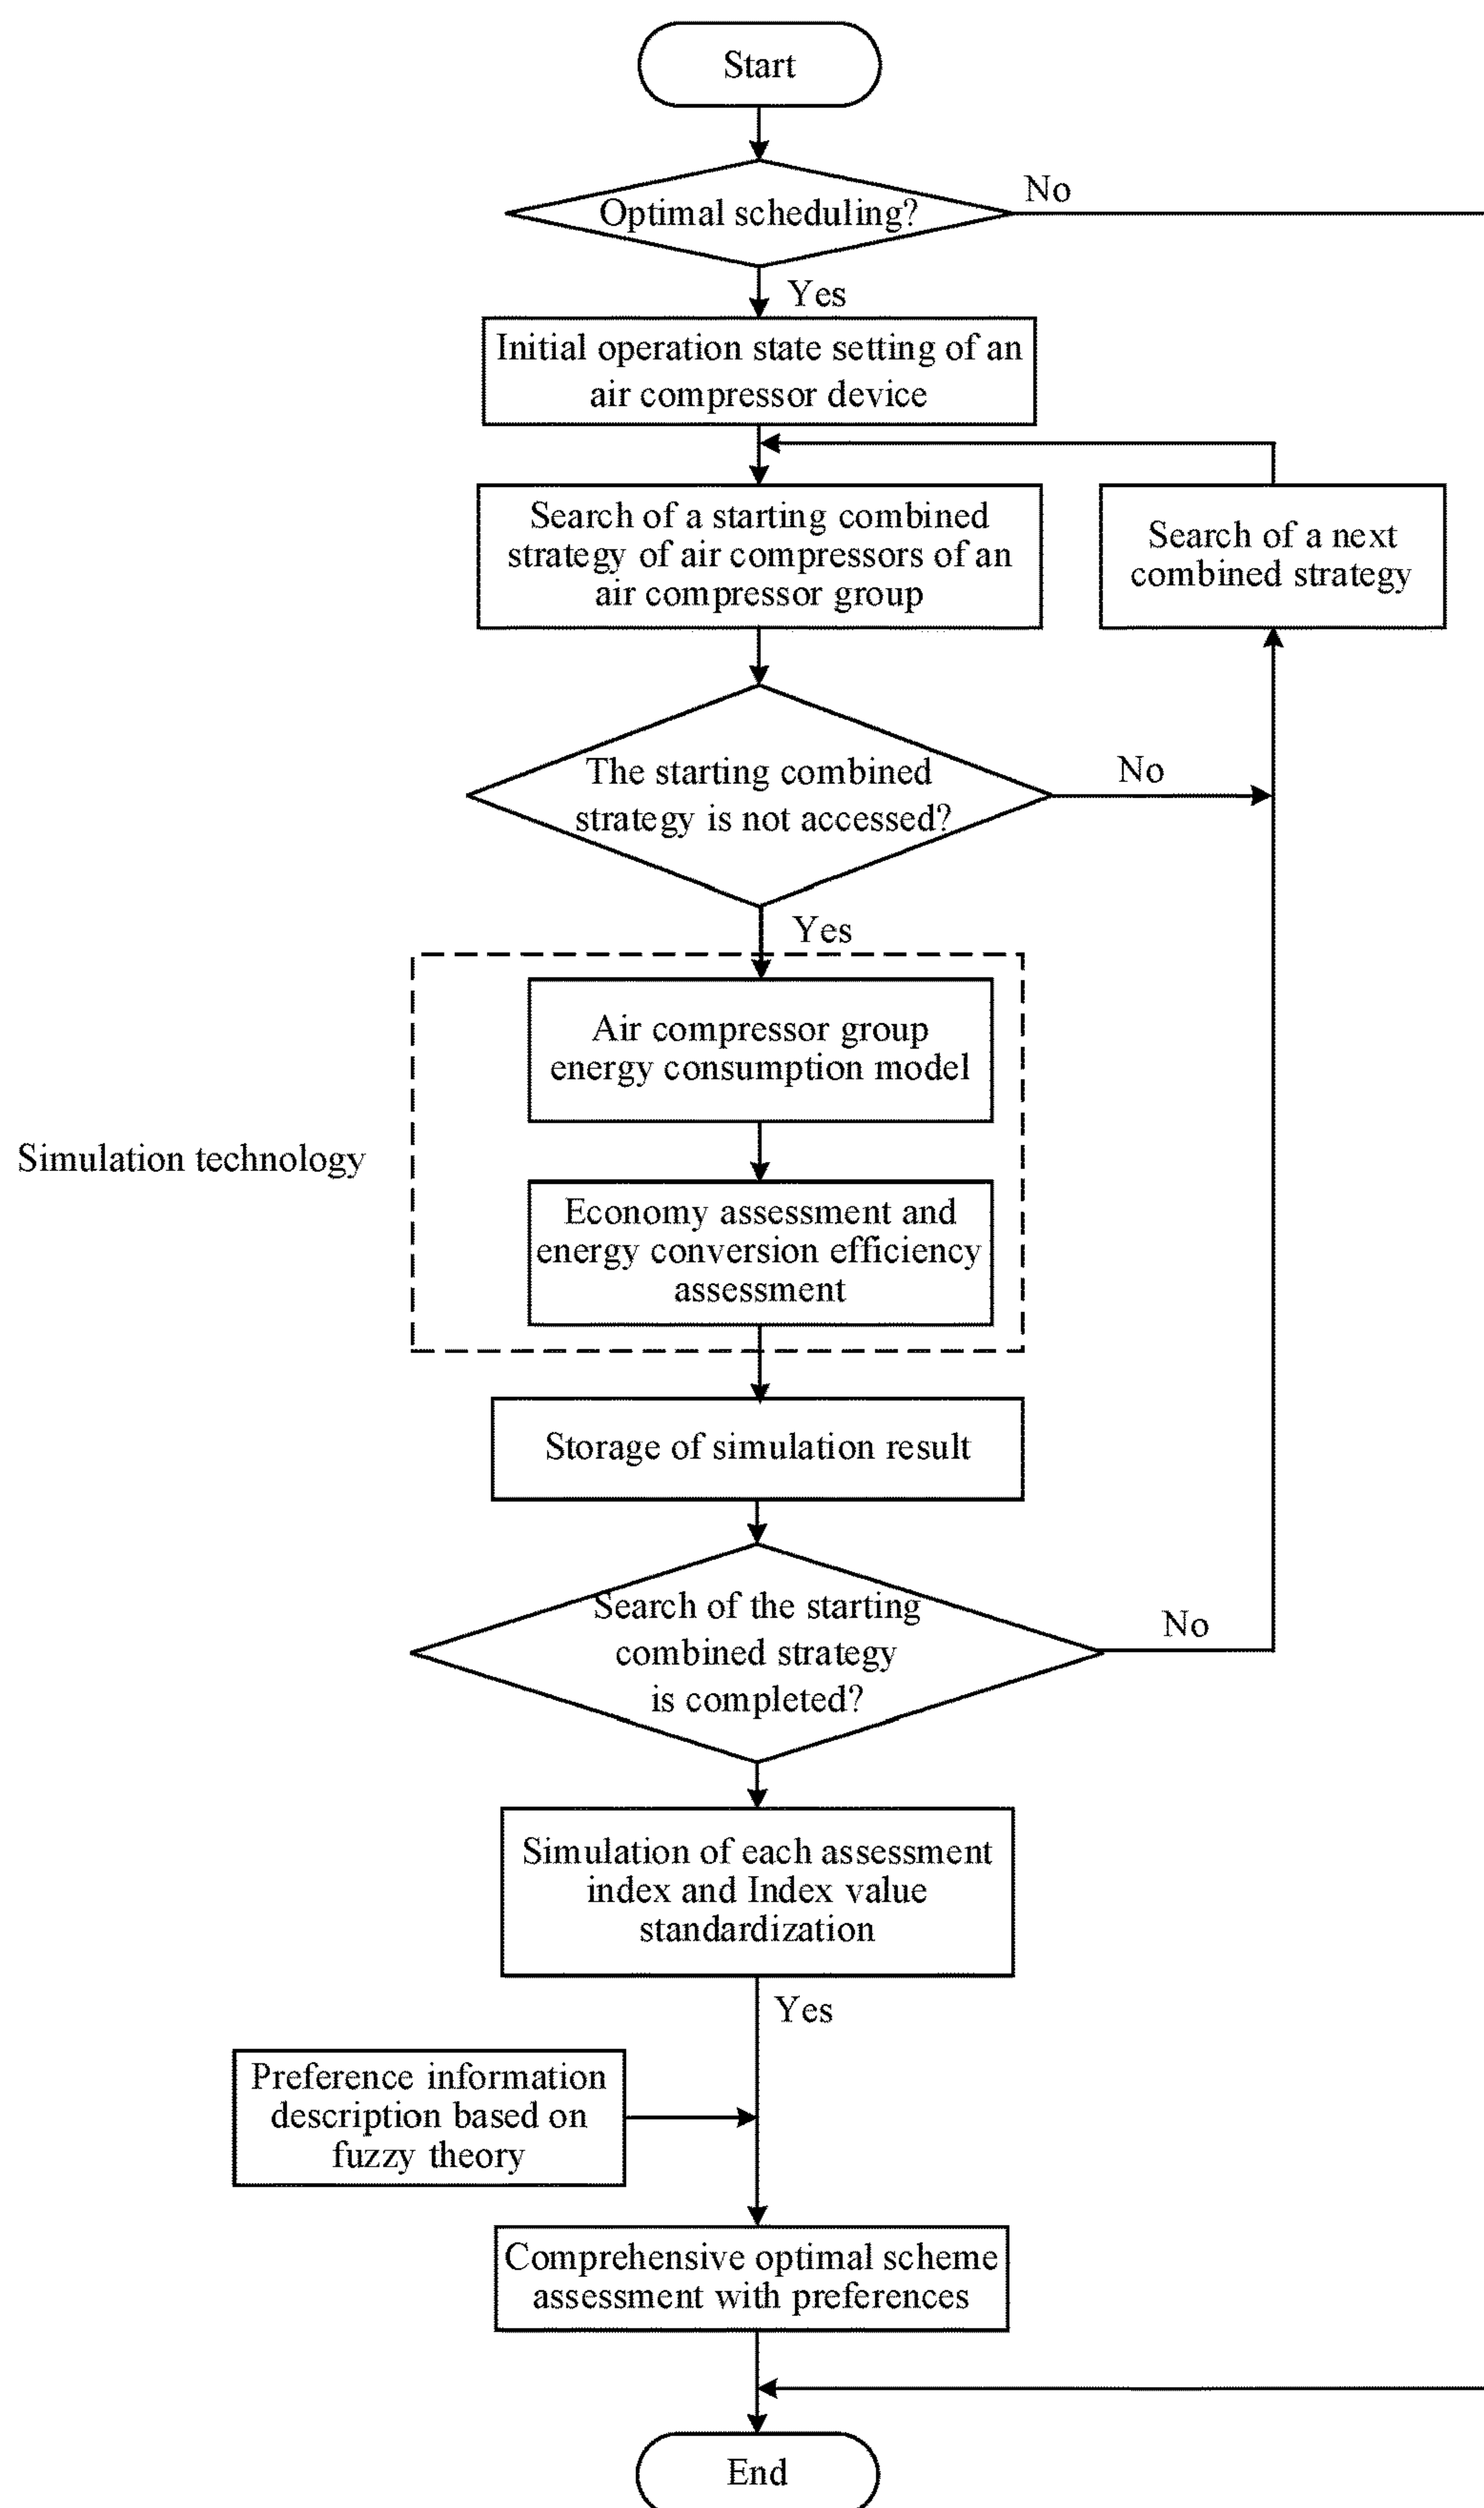 Start
Optimal scheduling?
No
Yes
Initial operation state setting of an
air compressor device
Search of a starting combined
strategy of air compressors of an
air compressor group
Search of a next
combined strategy
The starting combined
strategy is not accessed?
No
Yes
Simulation technology
Air compressor group
energy consumption model
Economy assessment and
energy conversion efficiency
assessment
Storage of simulation result
Search of the starting
combined strategy
is completed?
No
Simulation of each assessment
index and Index value
standardization
Yes
Preference information
description based on
fuzzy theory
Comprehensive optimal scheme
assessment with preferences
End